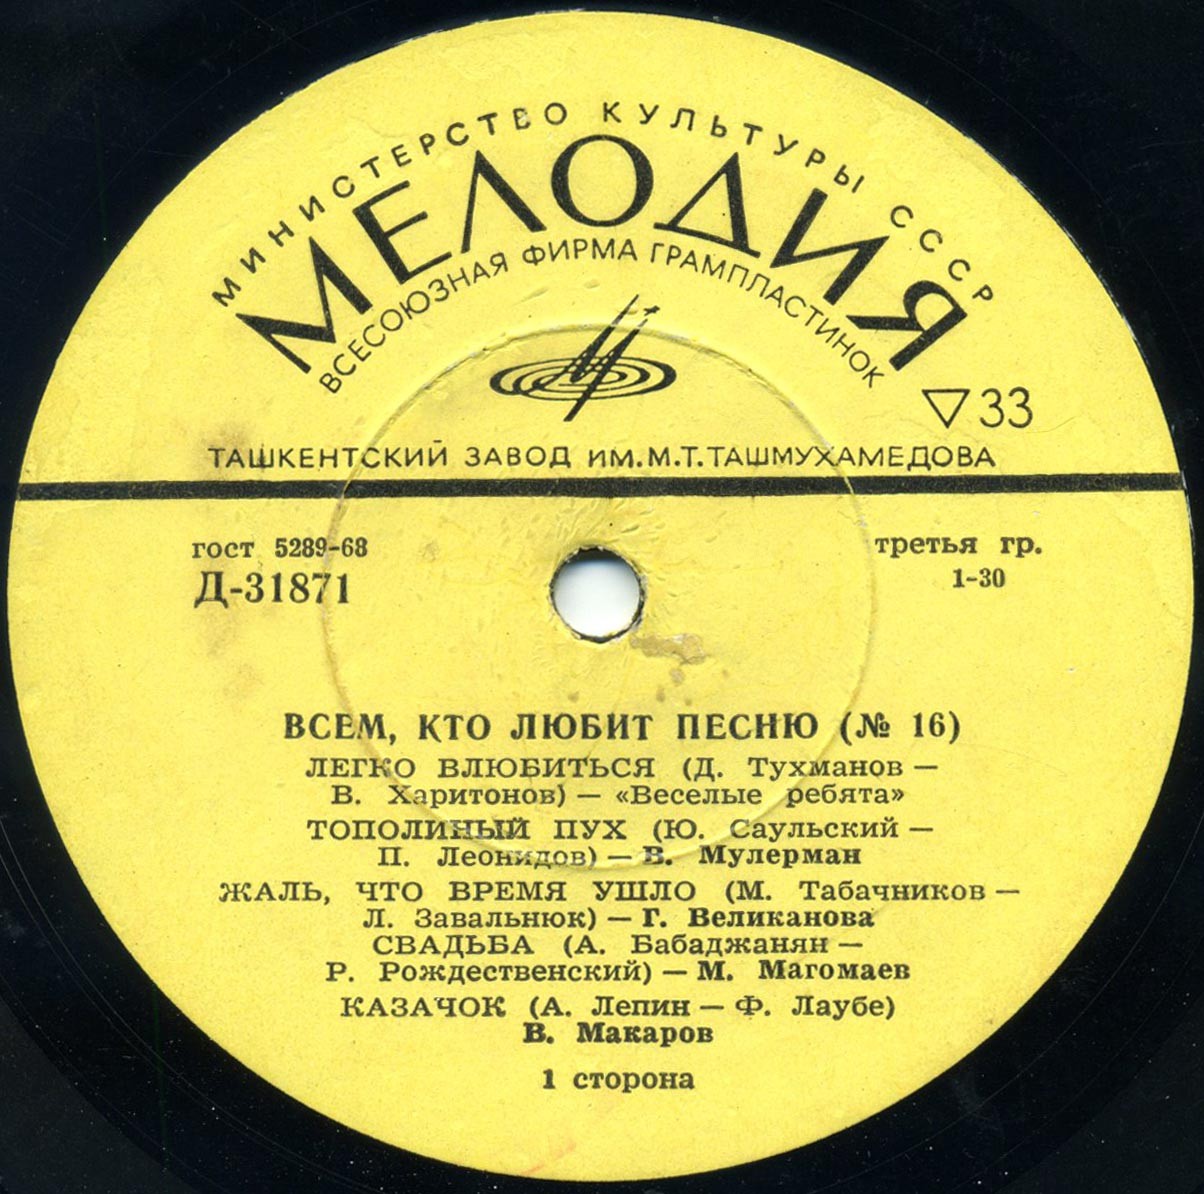 МИНИСТЕРСТВО КУЛЬТУРЫ СССР
МЕЛОДИЯ
ВСЕСОЮЗНАЯ ФИРМА ГРАМПЛАСТИНОК
33
ТАШКЕНТСКИЙ ЗАВОД ИМ. М. Т. ТАШМУХАМЕДОВА
гост 5289-68
третья гр.
Д-31871
1-30
ВСЕМ, КТО ЛЮБИТ ПЕСНЮ (№ 16)
ЛЕГКО ВЛЮБИТЬСЯ (Д. Тухманов —
В. Харитонов) — «Веселые ребята»
ТОПОЛИНЫЙ ПУХ (Ю. Саульский —
П. Леонидов) — В. Мулерман
ЖАЛЬ, ЧТО ВРЕМЯ УШЛО (М. Табачников —
Л. Завальнюк) — Г. Великанова
СВАДЬБА (А. Бабаджанян —
Р. Рождественский) — М. Магомаев
КАЗАЧОК (А. Лепин — Ф. Лаубе)
В. Макаров
1 сторона